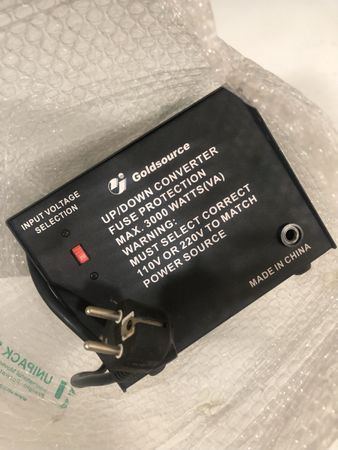 Goldsource
INPUT VOLTAGE
SELECTION
UP/DOWN CONVERTER
FUSE PROTECTION
MAX. 3000 WATTS(VA)
WARNING:
MUST SELECT CORRECT
110V OR 220V TO MATCH
POWER SOURCE
MADE IN CHINA
UNIPACK